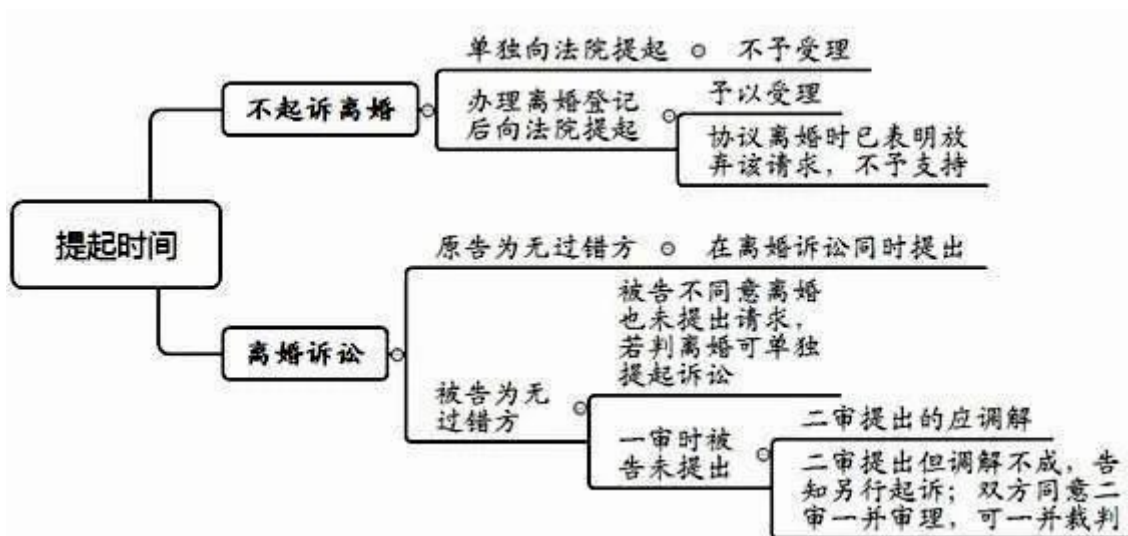 提起时间
不起诉离婚
单独向法院提起
不予受理
办理离婚登记
后向法院提起
予以受理
协议离婚时已表明放
弃该请求，不予支持
离婚诉讼
原告为无过错方
在离婚诉讼同时提出
被告为无
过错方
被告不同意离婚
也未提出请求，
若判离婚可单独
提起诉讼
一审时被
告未提出
二审提出的应调解
二审提出但调解不成，告
知另行起诉；双方同意二
审一并审理，可一并裁判